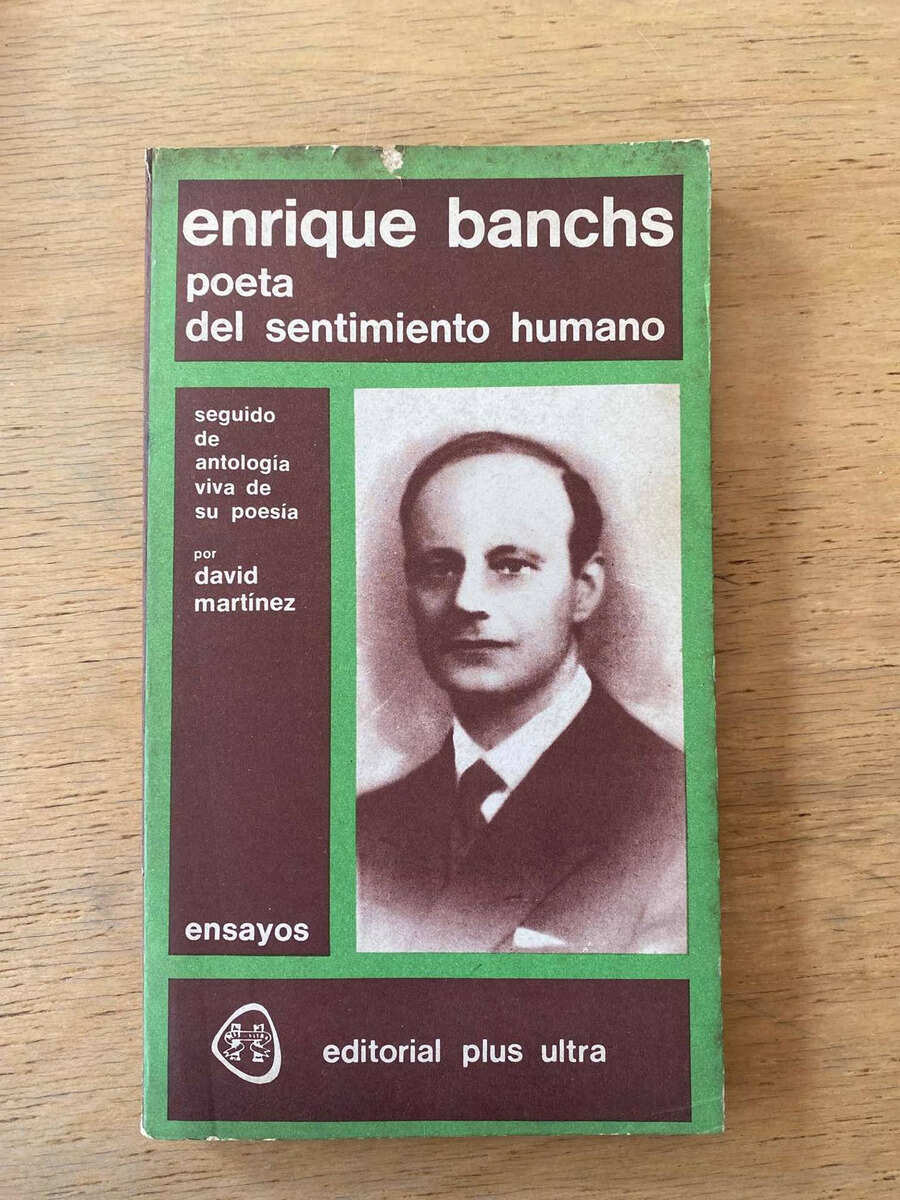 enrique banchs
poeta
del sentimiento humano
seguido
de
antología
viva de
su poesía
por
david
martínez
ensayos
editorial plus ultra